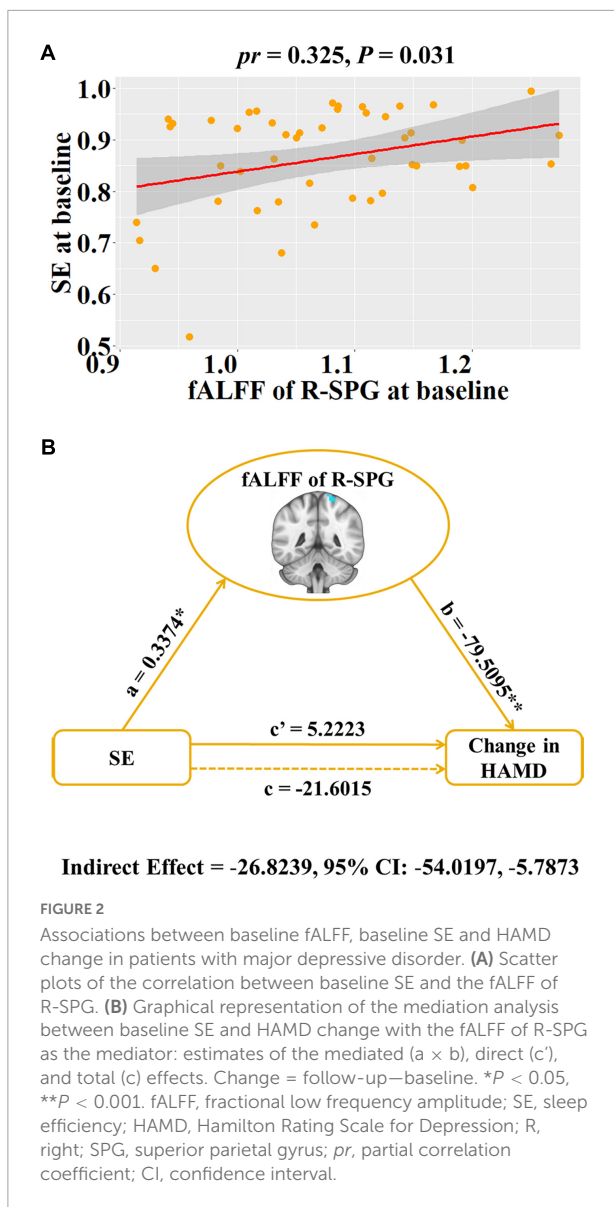 A
pr = 0.325, P = 0.031
1.0
0.9
0.8
0.7
0.6
0.5
SE at baseline
0.9 1.0 1.1 1.2
fALFF of R-SPG at baseline
B
fALFF of R-SPG
a = 0.3374*
b = -79.5095**
SE
c’ = 5.2223
c = -21.6015
Change in
HAMD
Indirect Effect = -26.8239, 95% CI: -54.0197, -5.7873
FIGURE 2
Associations between baseline fALFF, baseline SE and HAMD
change in patients with major depressive disorder. (A) Scatter
plots of the correlation between baseline SE and the fALFF of
R-SPG. (B) Graphical representation of the mediation analysis
between baseline SE and HAMD change with the fALFF of R-SPG
as the mediator: estimates of the mediated (a × b), direct (c’),
and total (c) effects. Change = follow-up—baseline. *P < 0.05,
**P < 0.001. fALFF, fractional low frequency amplitude; SE, sleep
efficiency; HAMD, Hamilton Rating Scale for Depression; R,
right; SPG, superior parietal gyrus; pr, partial correlation
coefficient; CI, confidence interval.